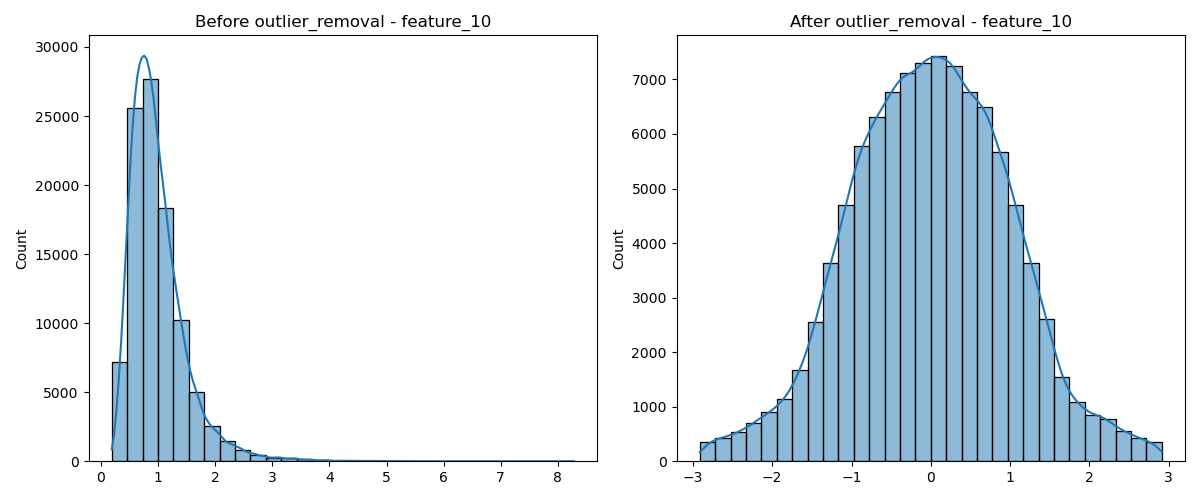 Before outlier_removal - feature_10
30000
25000
20000
15000
10000
5000
0
Count
0 1 2 3 4 5 6 7 8
After outlier_removal - feature_10
7000
6000
5000
4000
3000
2000
1000
0
Count
−3 −2 −1 0 1 2 3